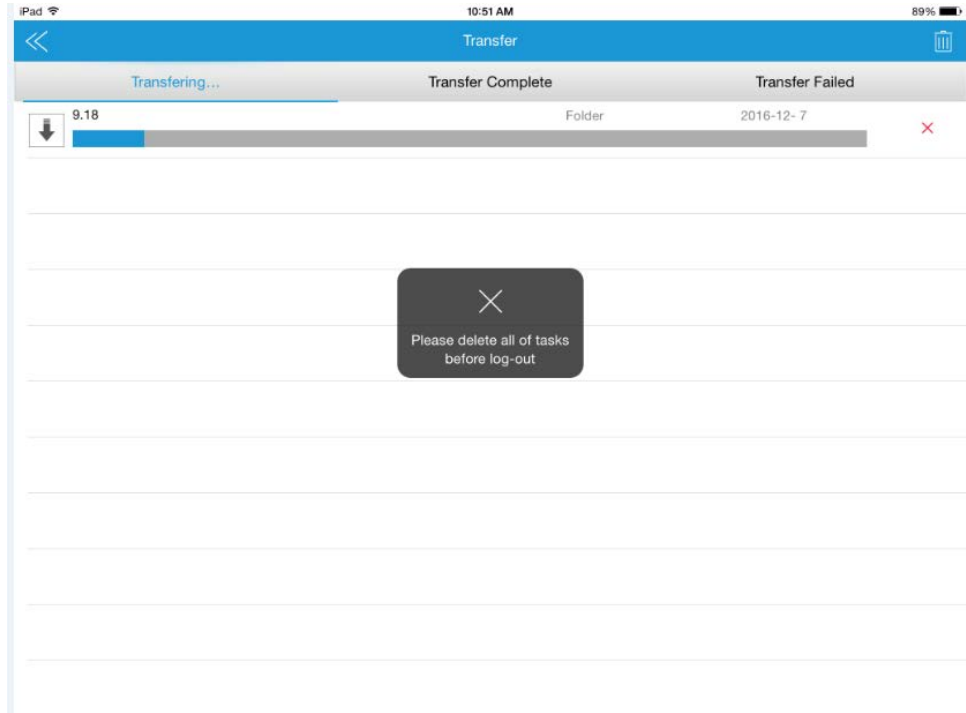 iPad 10:51 AM 89%
Transfer
Transfering... Transfer Complete Transfer Failed
9.18 Folder 2016-12- 7
Please delete all of tasks
before log-out